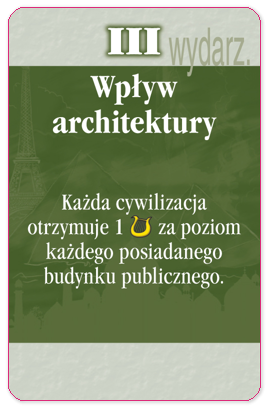 III
wydarz.
Wpływ
architektury
Każda cywilizacja
otrzymuje 1 za poziom
każdego posiadanego
budynku publicznego.